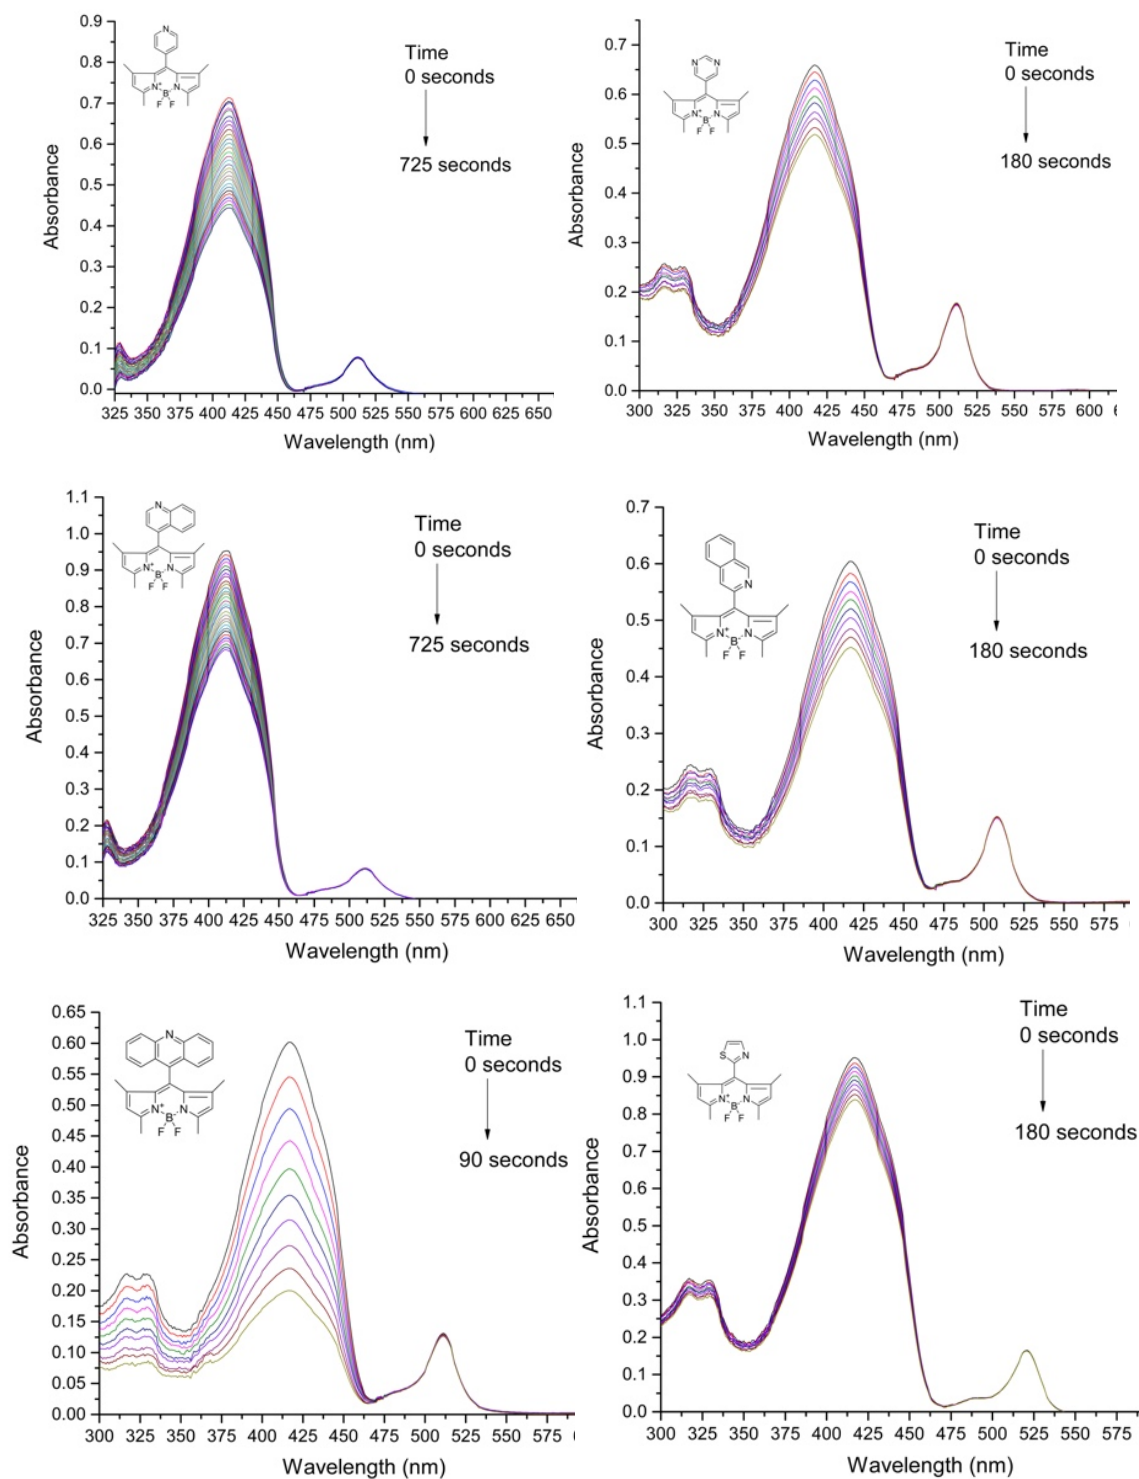 0.9
0.8
0.7
0.6
0.5
0.4
0.3
0.2
0.1
0.0
Absorbance
N
N⁺ B⁻ N
F F
Time
0 seconds
725 seconds
325 350 375 400 425 450 475 500 525 550 575 600 625 650
Wavelength (nm)
0.7
0.6
0.5
0.4
0.3
0.2
0.1
0.0
Absorbance
N N
N⁺ B⁻ N
F F
Time
0 seconds
180 seconds
300 325 350 375 400 425 450 475 500 525 550 575 600
Wavelength (nm)
1.1
1.0
0.9
0.8
0.7
0.6
0.5
0.4
0.3
0.2
0.1
0.0
Absorbance
N
N⁺ B⁻ N
F F
Time
0 seconds
725 seconds
325 350 375 400 425 450 475 500 525 550 575 600 625 650
Wavelength (nm)
0.7
0.6
0.5
0.4
0.3
0.2
0.1
0.0
Absorbance
N
N⁺ B⁻ N
F F
Time
0 seconds
180 seconds
300 325 350 375 400 425 450 475 500 525 550 575
Wavelength (nm)
0.65
0.60
0.55
0.50
0.45
0.40
0.35
0.30
0.25
0.20
0.15
0.10
0.05
0.00
Absorbance
N
N⁺ B⁻ N
F F
Time
0 seconds
90 seconds
300 325 350 375 400 425 450 475 500 525 550 575
Wavelength (nm)
1.1
1.0
0.9
0.8
0.7
0.6
0.5
0.4
0.3
0.2
0.1
0.0
Absorbance
S N
N⁺ B⁻ N
F F
Time
0 seconds
180 seconds
300 325 350 375 400 425 450 475 500 525 550 575
Wavelength (nm)